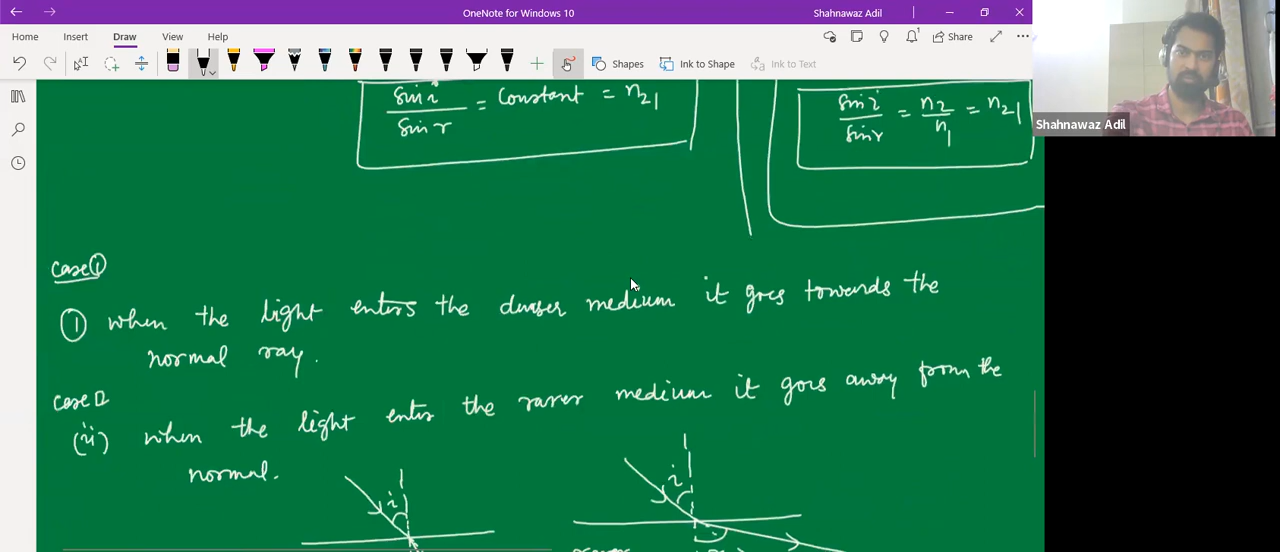 OneNote for Windows 10
Shahnawaz Adil
Home Insert Draw View Help
Share
Shapes
Ink to Shape
Ink to Text
sin i / sin r = Constant = n21
sin i / sin r = n2 / n1 = n21
Shahnawaz Adil
Case ①
① when the light enters the denser medium it goes towards the
normal ray.
Case II
(ii) when the light enter the rarer medium it goes away from the
normal.
i
i